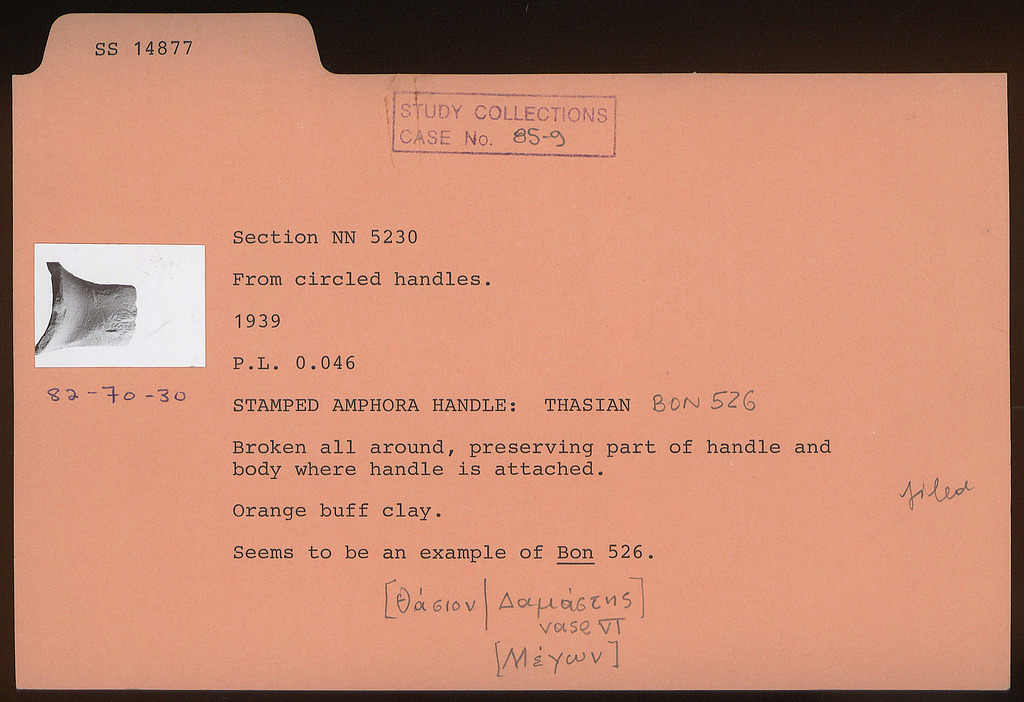 SS 14877
STUDY COLLECTIONS
CASE No. 85-9
Section NN 5230
From circled handles.
1939
P.L. 0.046
82-70-30
STAMPED AMPHORA HANDLE: THASIAN BON 526
Broken all around, preserving part of handle and
body where handle is attached.
filed
Orange buff clay.
Seems to be an example of Bon 526.
[Θάσιον | Δαμάστης]
vase VI
[Μέγων]